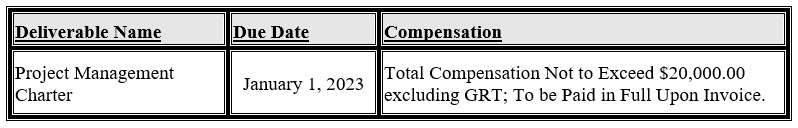 Deliverable Name
Due Date
Compensation
Project Management
Charter
January 1, 2023
Total Compensation Not to Exceed $20,000.00
excluding GRT; To be Paid in Full Upon Invoice.